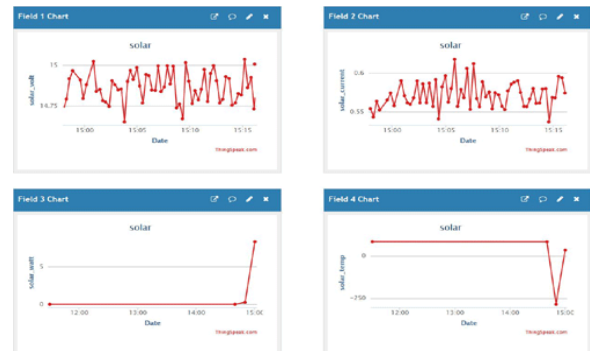 Field 1 Chart
solar
15
14.75
solar_volt
15:00 15:05 15:10 15:15
Date
ThingSpeak.com
Field 2 Chart
solar
0.6
0.55
solar_current
15:00 15:05 15:10 15:15
Date
ThingSpeak.com
Field 3 Chart
solar
5
0
solar_watt
12:00 13:00 14:00 15:00
Date
ThingSpeak.com
Field 4 Chart
solar
0
-250
solar_temp
12:00 13:00 14:00 15:00
Date
ThingSpeak.com